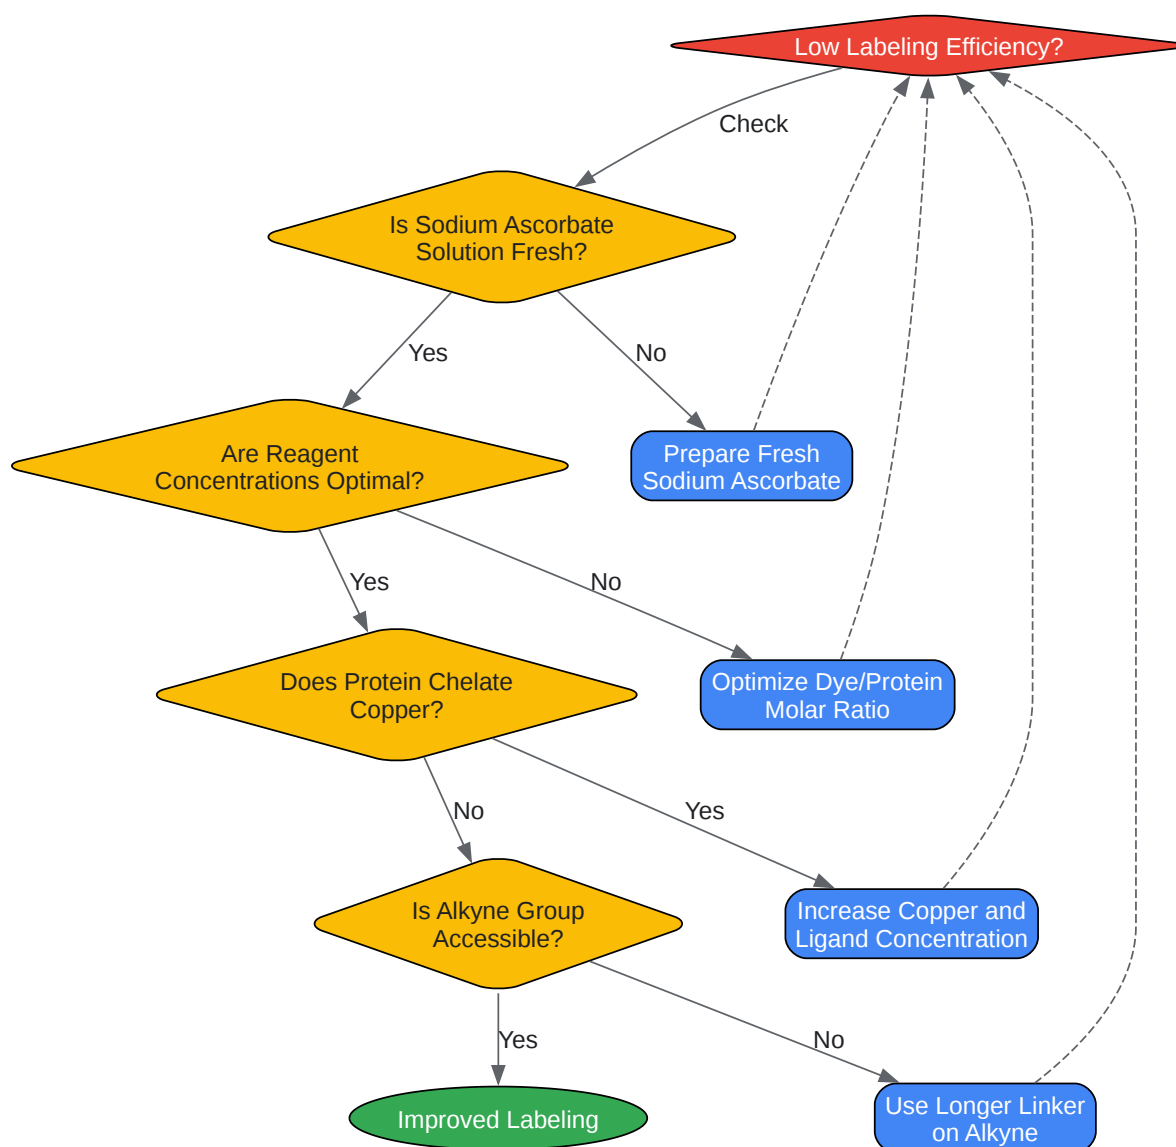 Low Labeling Efficiency?
Check
Is Sodium Ascorbate
Solution Fresh?
Yes
No
Are Reagent
Concentrations Optimal?
Prepare Fresh
Sodium Ascorbate
Yes
No
Does Protein Chelate
Copper?
Optimize Dye/Protein
Molar Ratio
No
Yes
Is Alkyne Group
Accessible?
Increase Copper and
Ligand Concentration
Yes
No
Improved Labeling
Use Longer Linker
on Alkyne